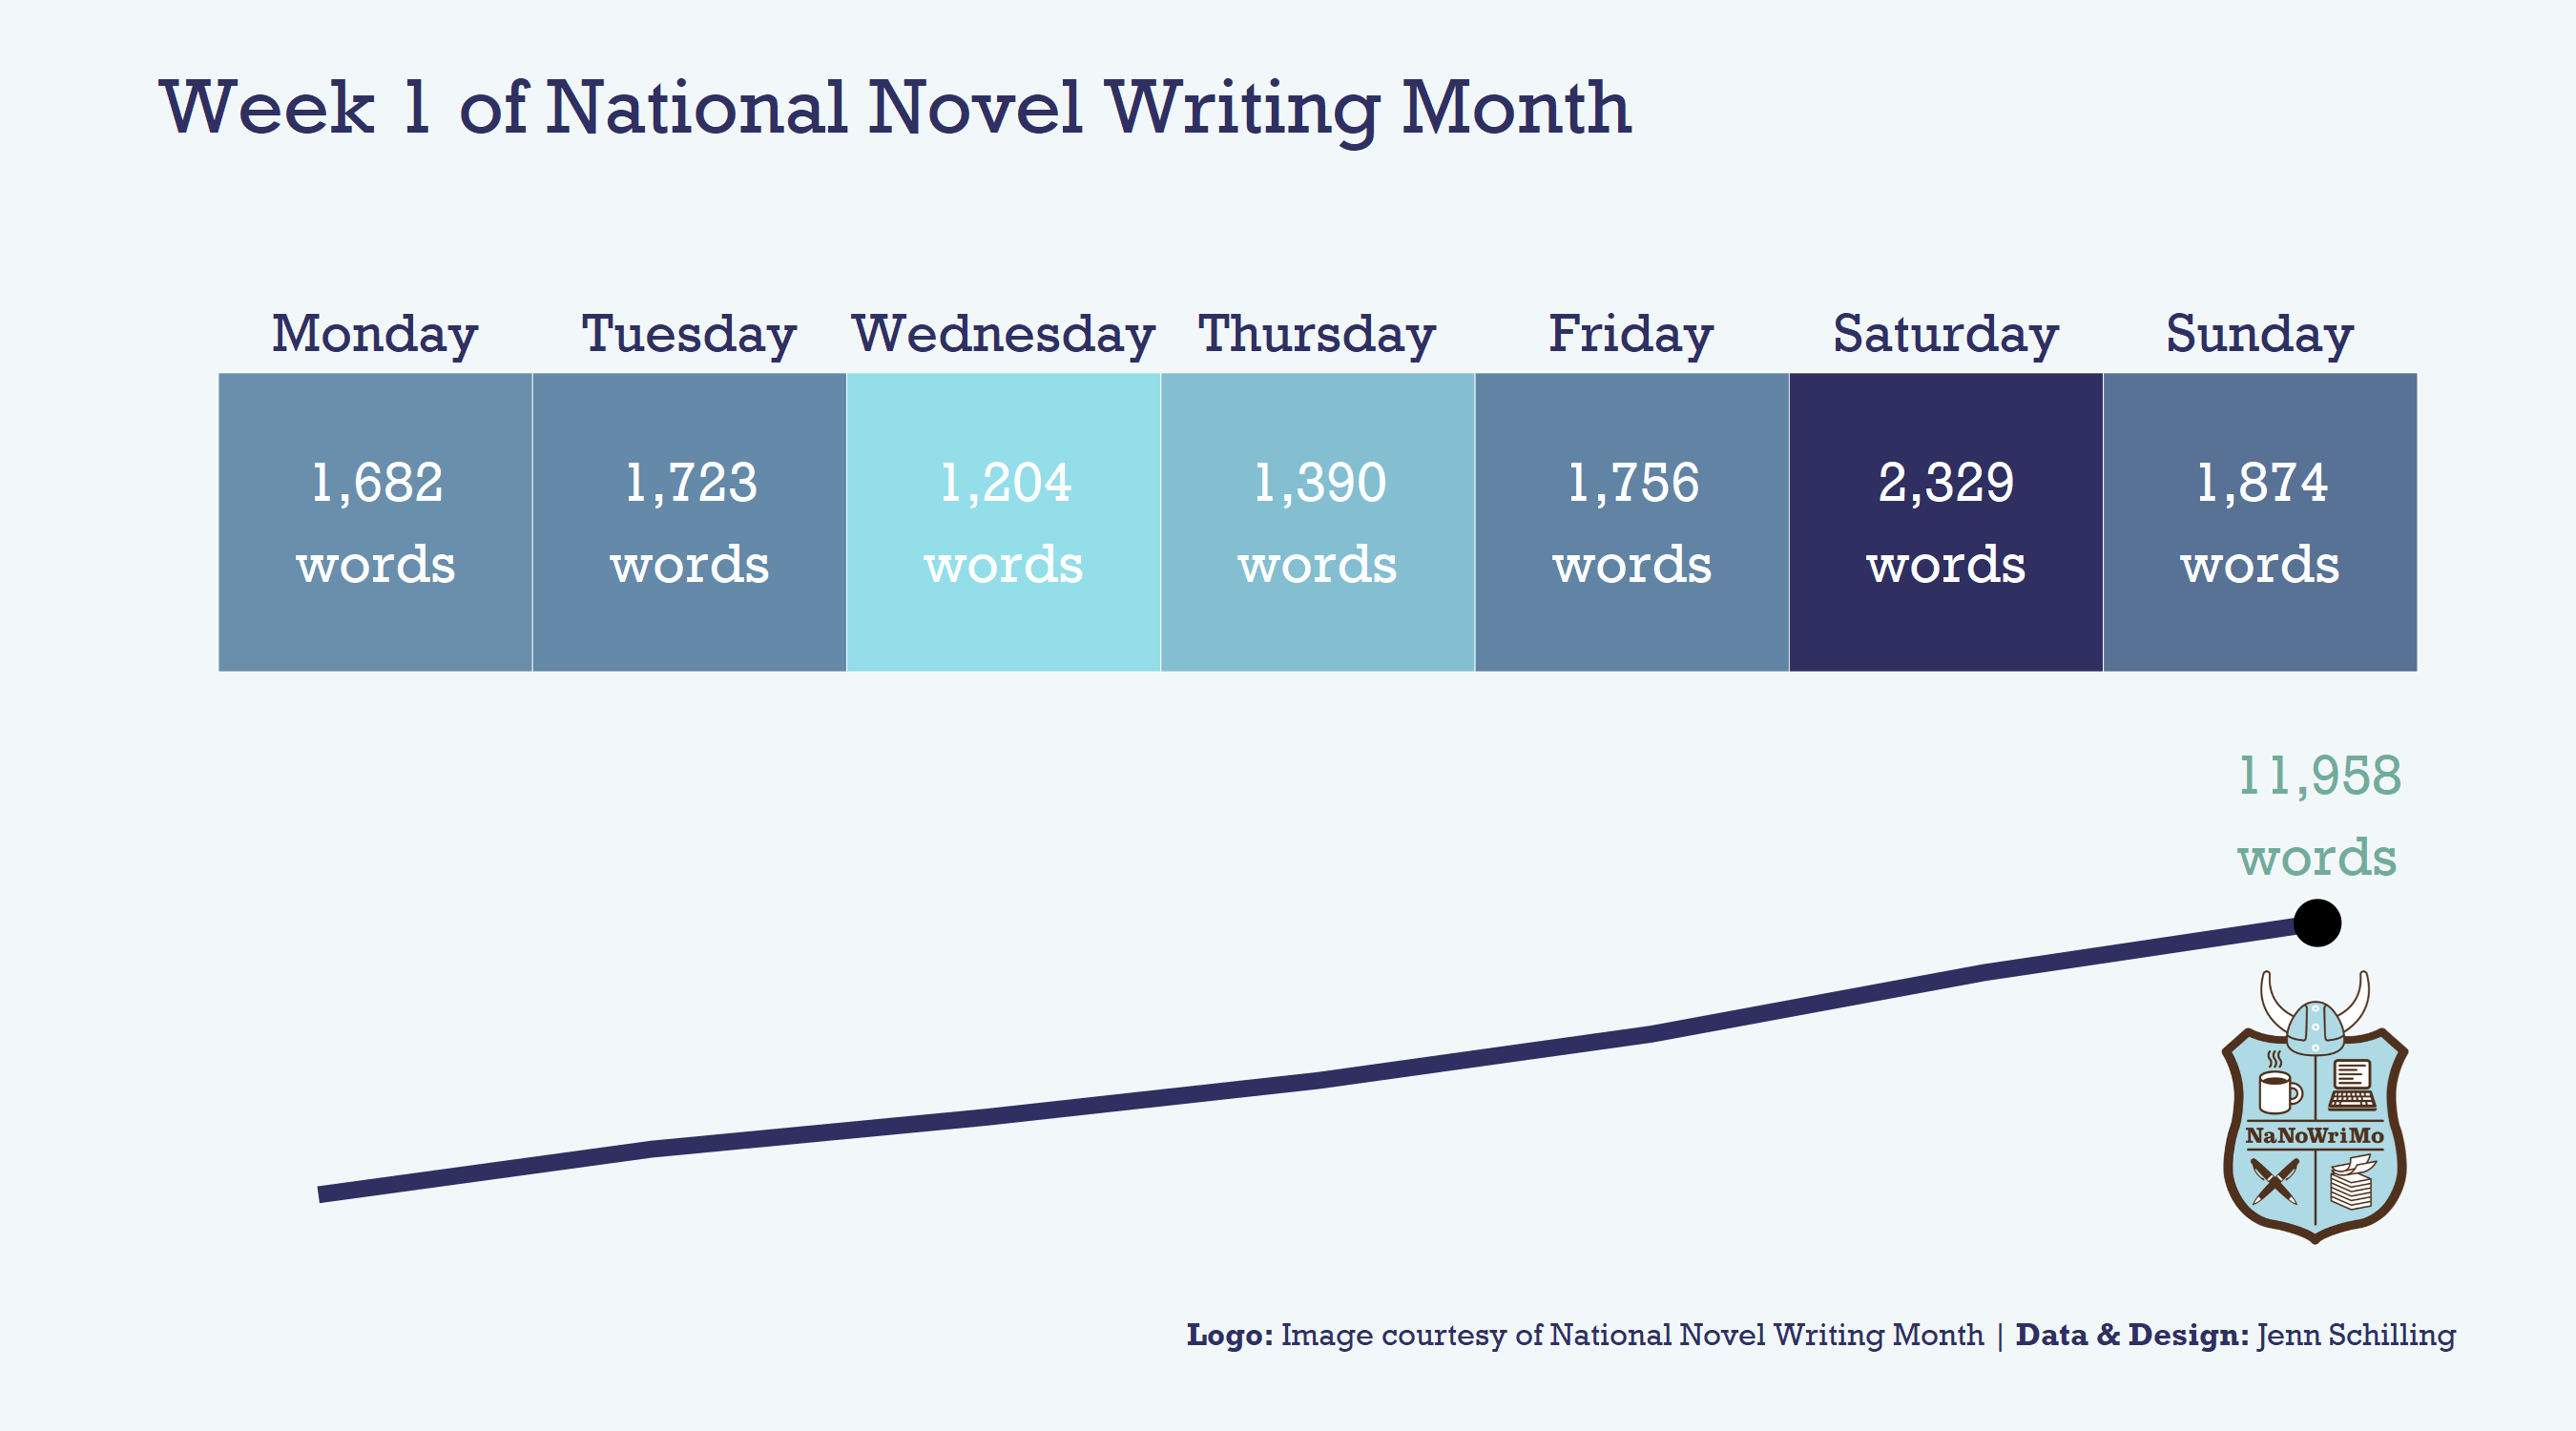 Week 1 of National Novel Writing Month
Monday Tuesday Wednesday Thursday Friday Saturday Sunday
1,682 1,723 1,204 1,390 1,756 2,329 1,874
words words words words words words words
11,958
words
NaNoWriMo
Logo: Image courtesy of National Novel Writing Month | Data & Design: Jenn Schilling